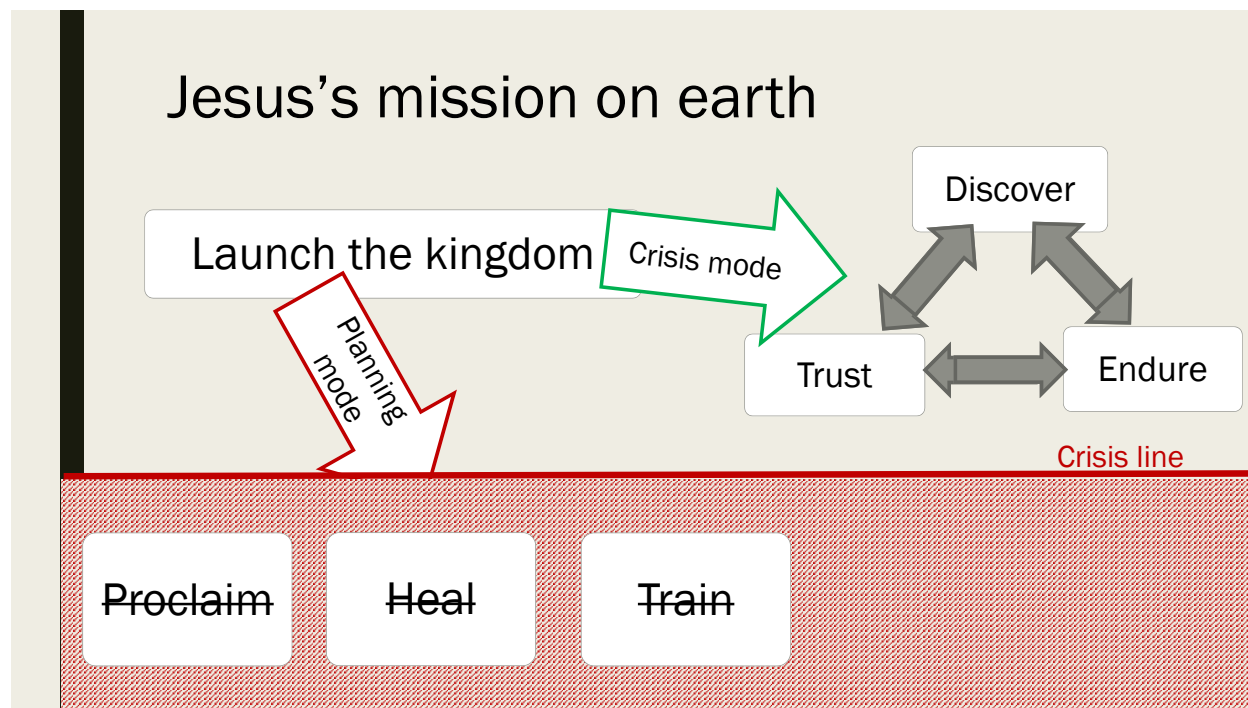 Jesus’s mission on earth
Discover
Launch the kingdom
Crisis mode
Planning
mode
Trust
Endure
Crisis line
Proclaim
Heal
Train